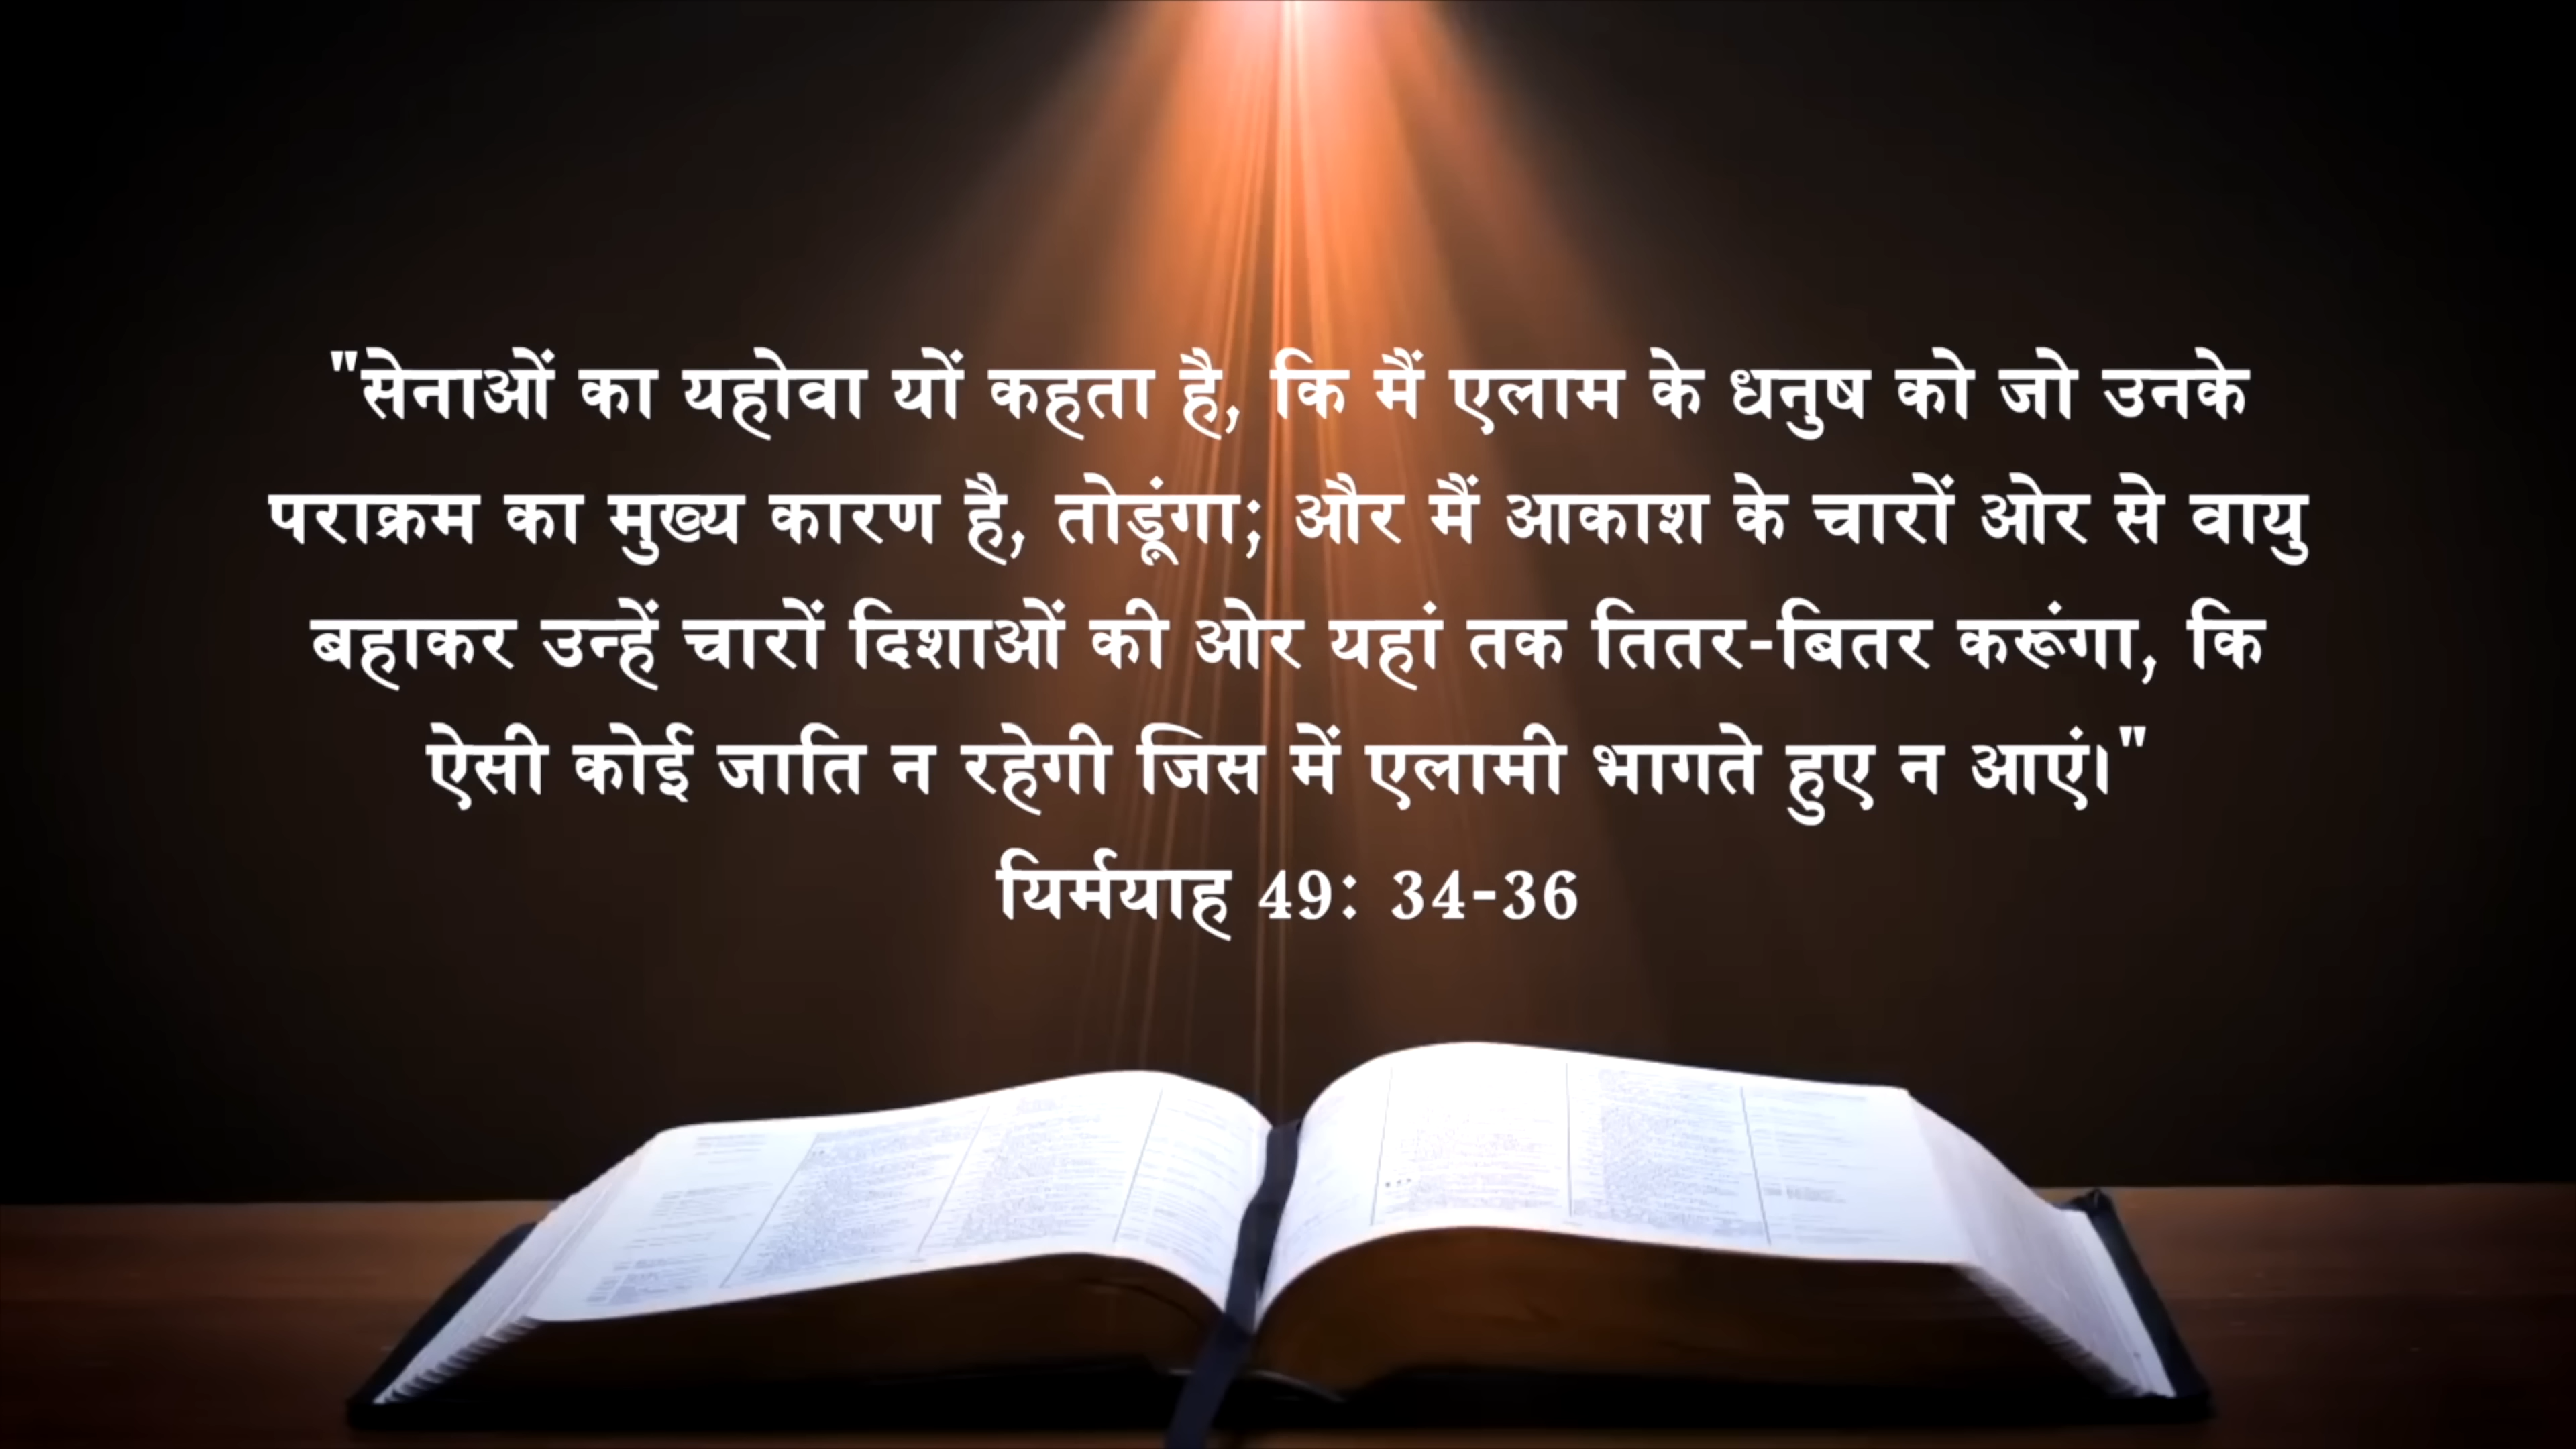 "सेनाओं का यहोवा यों कहता है, कि मैं एलाम के धनुष को जो उनके
पराक्रम का मुख्य कारण है, तोडूंगा; और मैं आकाश के चारों ओर से वायु
बहाकर उन्हें चारों दिशाओं की ओर यहां तक तितर-बितर करूंगा, कि
ऐसी कोई जाति न रहेगी जिस में एलामी भागते हुए न आएं।"
यिर्मयाह 49: 34-36